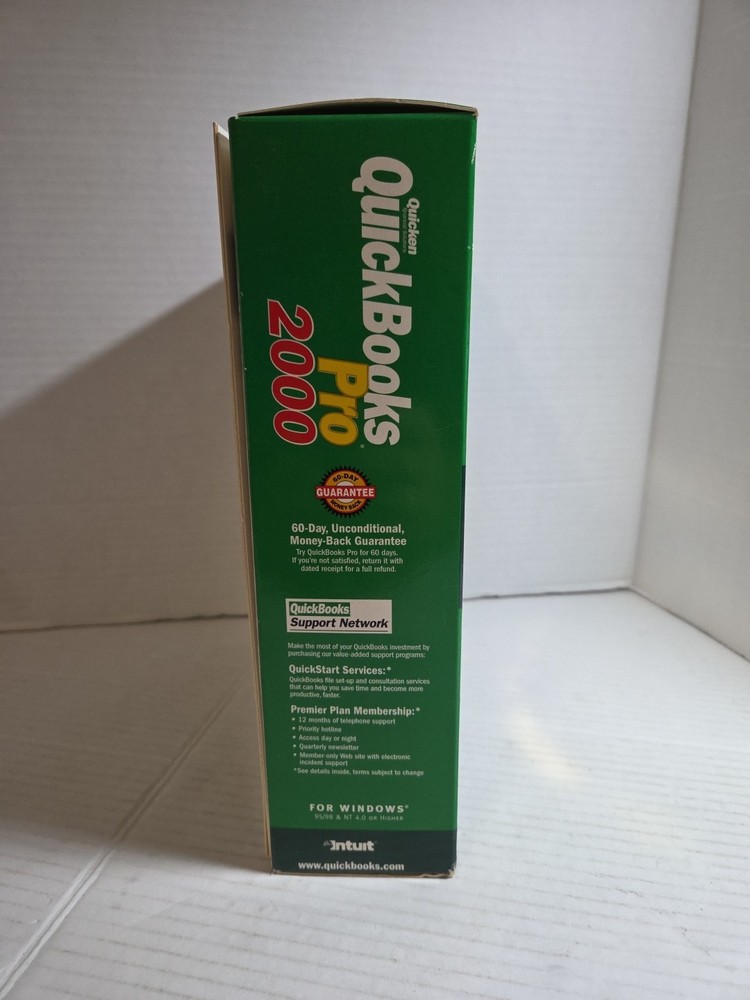 Quicken
QuickBooks
Pro
2000
60-DAY
GUARANTEE
MONEY BACK
60-Day, Unconditional,
Money-Back Guarantee
Try QuickBooks Pro for 60 days.
If you're not satisfied, return it with
dated receipt for a full refund.
QuickBooks
Support Network
Make the most of your QuickBooks investment by
purchasing our value-added support programs:
QuickStart Services:*
QuickBooks file set-up and consultation services
that can help you save time and become more
productive, faster.
Premier Plan Membership:*
• 12 months of telephone support
• Priority hotline
• Access day or night
• Quarterly newsletter
• Member-only Web site with electronic
incident support
*See details inside, terms subject to change
FOR WINDOWS®
95/98 & NT 4.0 OR HIGHER
Intuit
www.quickbooks.com